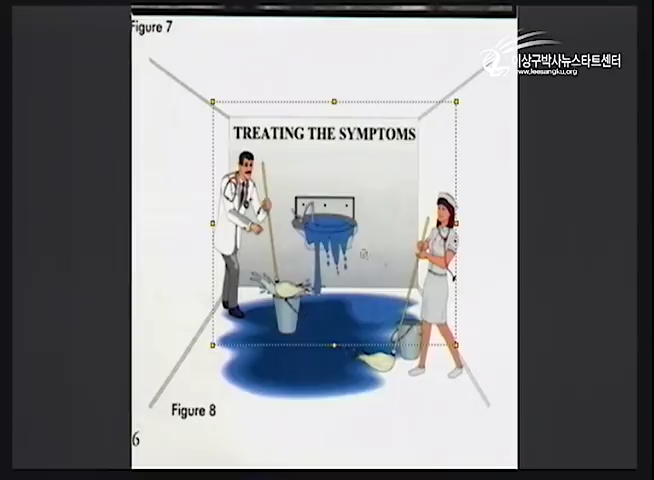 Figure 7
이상구박사뉴스타트센터
www.leesangku.org
TREATING THE SYMPTOMS
Figure 8
6